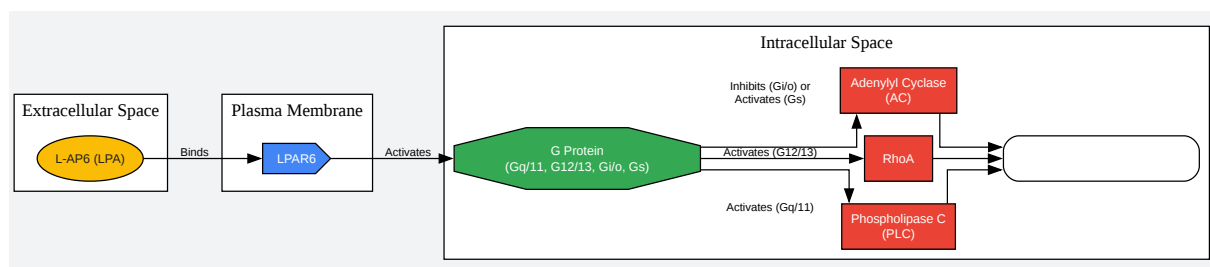 Extracellular Space
L-AP6 (LPA)
Binds
Plasma Membrane
LPAR6
Activates
Intracellular Space
G Protein
(Gq/11, G12/13, Gi/o, Gs)
Inhibits (Gi/o) or
Activates (Gs)
Adenylyl Cyclase
(AC)
Activates (G12/13)
RhoA
Activates (Gq/11)
Phospholipase C
(PLC)